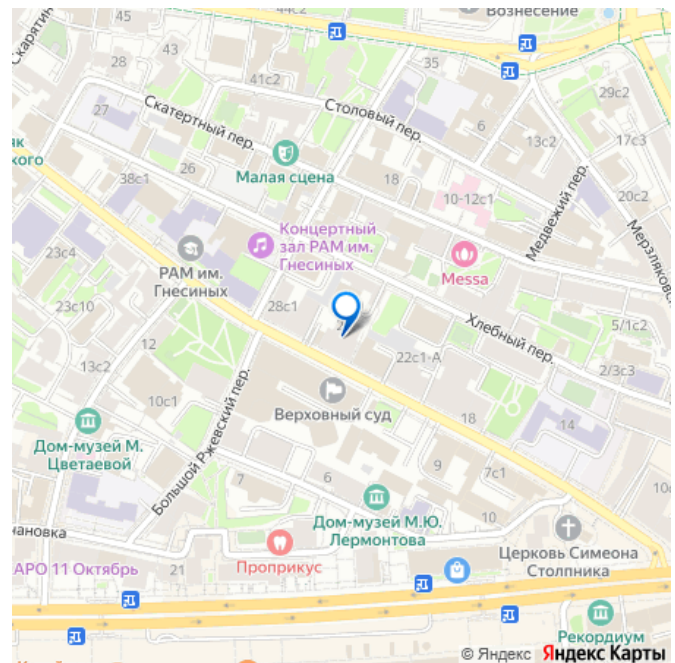 Вознесение
Скарятин
45
43
44с2
28
41с2
35
29с2
27
Скатертный пер.
Столовый пер.
6
13с2
17с3
як
ского
Малая сцена
38с1
26
18
10-12с1
20с2
Медвежий пер.
Мерзляковс
23с4
РАМ им.
Гнесиных
Концертный
зал РАМ им.
Гнесиных
Messa
23с10
28с1
Хлебный пер.
5/1с2
12
13с2
22с1-А
2/3с3
10с1
Верховный суд
18
14
Дом-музей М.
Цветаевой
Большой Ржевский пер.
7
6
9
7с1
10с
Дом-музей М.Ю.
Лермонтова
10
чановка
Проприкус
Церковь Симеона
Столпника
АРО 11 Октябрь
21
Рекордиум
© Яндекс Яндекс Карты